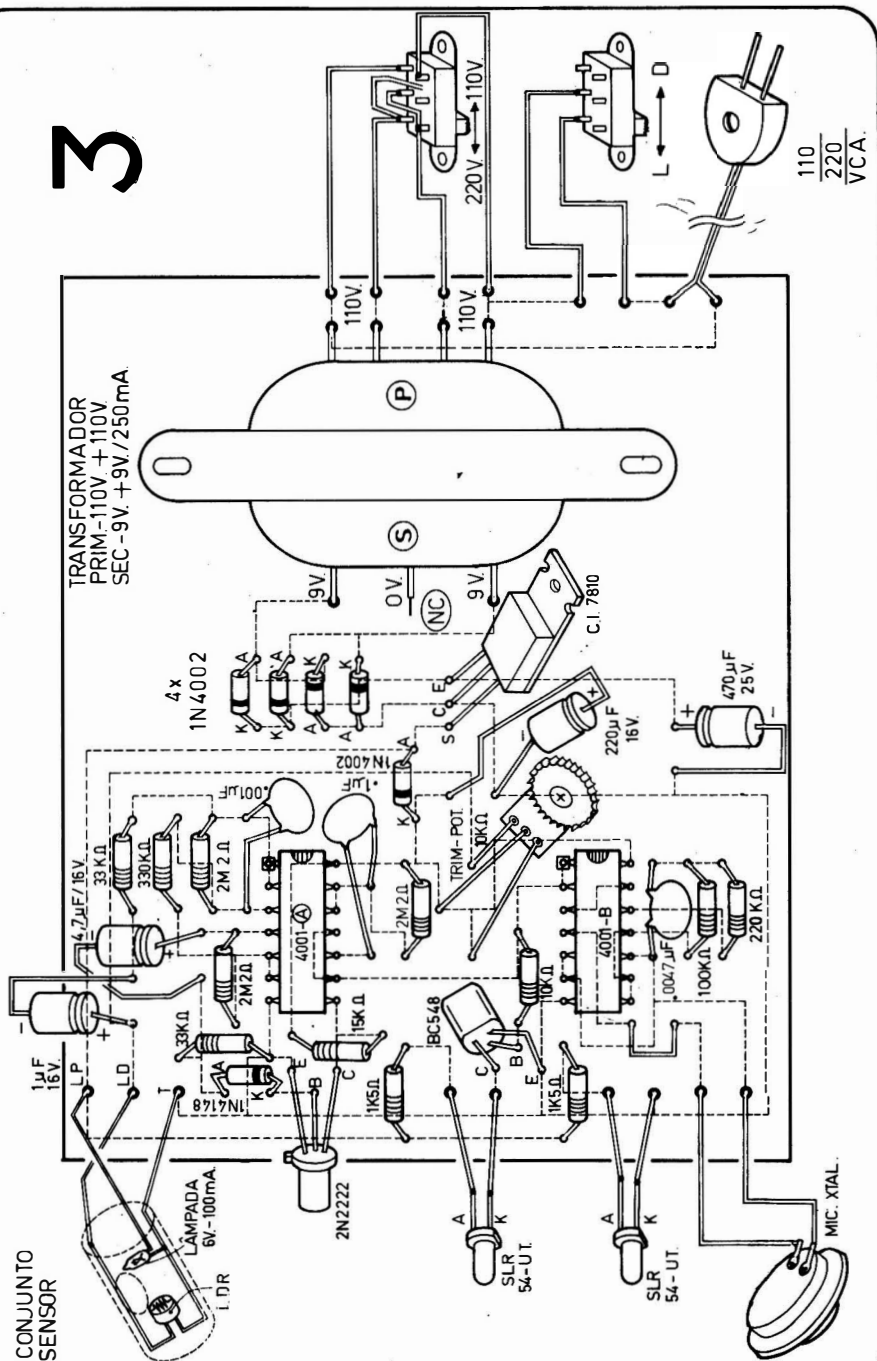 3
220V. 110V.
L D
110
220
VCA.
TRANSFORMADOR
PRIM.-110V. + 110V.
SEC - 9V. + 9V./250mA.
110V.
110V.
P
S
9V.
0V.
NC
9V.
4x
1N4002
K A
K A
A K
A K
E
C
S
C.I. 7810
1N4002
A
K
220µF
16V.
- +
470µF
25V.
+ -
33KΩ
330KΩ
2M2Ω
.001µF
.1µF
4,7µF/16V.
+
2M2Ω
4001-A
2M2Ω
TRIM-POT.
10KΩ
4001-B
.0047µF
100KΩ
220KΩ
10KΩ
1µF
16V.
- +
33KΩ
1N4148
A
K
15KΩ
E
B
C
2N2222
BC548
C
B
E
1K5Ω
1K5Ω
LP
LD
T
CONJUNTO
SENSOR
LAMPADA
6V.-100mA.
LDR
A
K
SLR
54-UT.
A
K
SLR
54-UT.
MIC. XTAL.